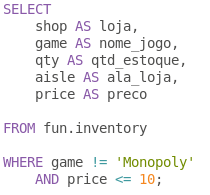 SELECT
    shop AS loja,
    game AS nome_jogo,
    qty AS qtd_estoque,
    aisle AS ala_loja,
    price AS preco
FROM fun.inventory
WHERE game != 'Monopoly'
    AND price <= 10;